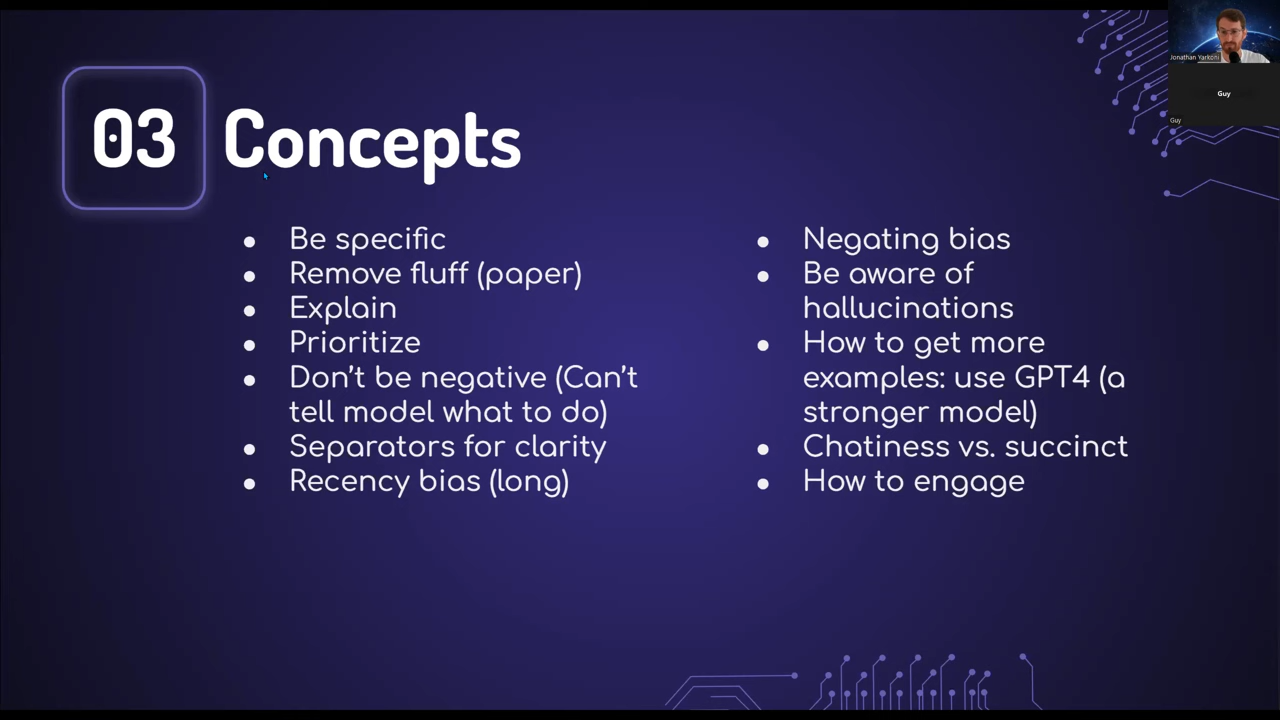 03 Concepts
Be specific
Remove fluff (paper)
Explain
Prioritize
Don't be negative (Can't
tell model what to do)
Separators for clarity
Recency bias (long)
Negating bias
Be aware of
hallucinations
How to get more
examples: use GPT4 (a
stronger model)
Chatiness vs. succinct
How to engage
Jonathan Yarkoni
Guy
Guy